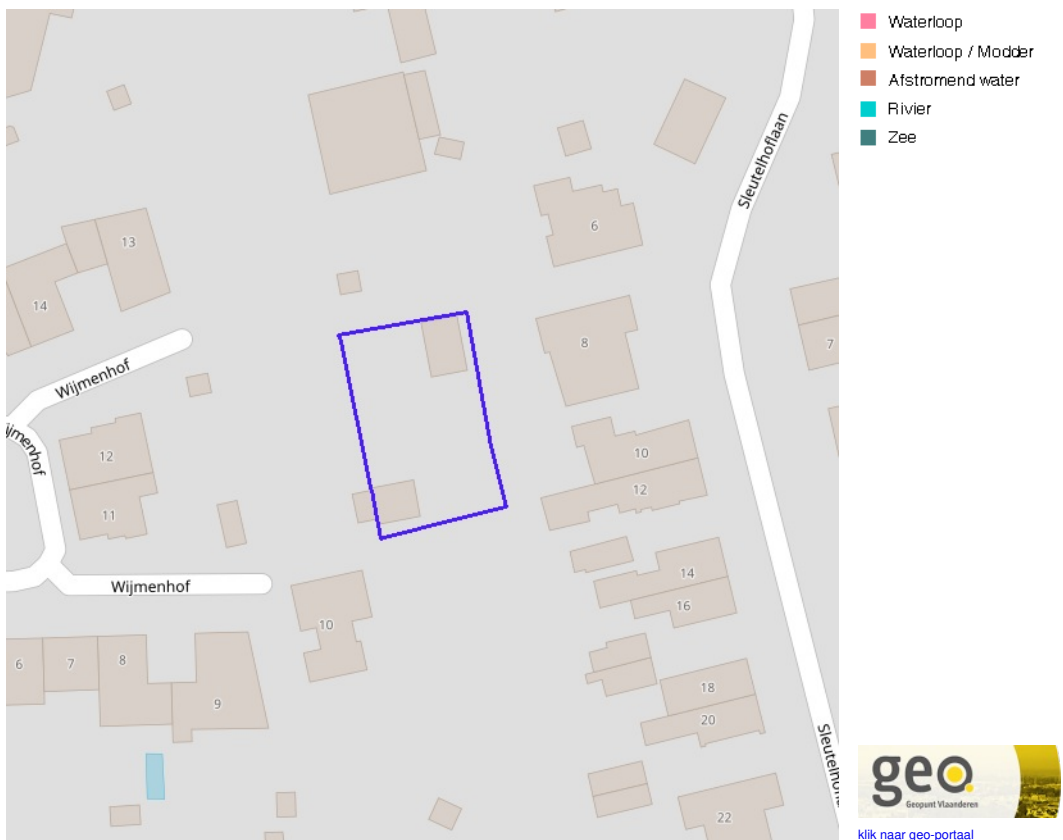 Waterloop
Waterloop / Modder
Afstromend water
Rivier
Zee
Sleutelhoflaan
6
13
14
8
7
Wijmenhof
12
11
10
12
Wijmenhof
14
16
10
6
7
8
9
18
20
22
geo.
Geopunt Vlaanderen
klik naar geo-portaal